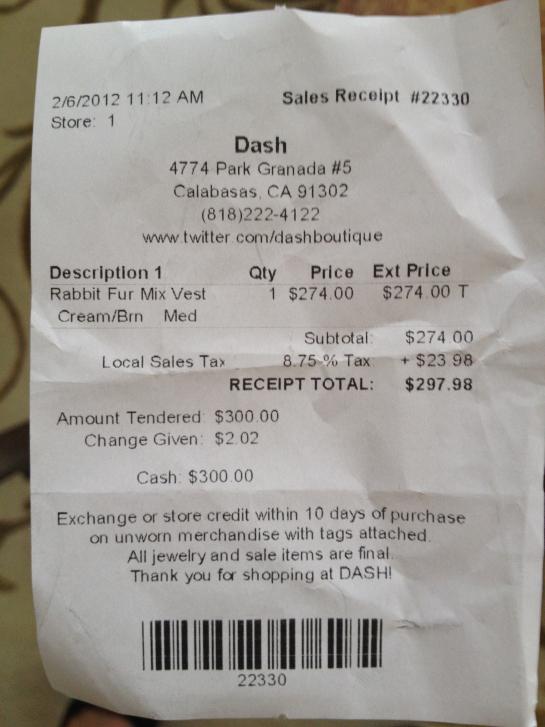 2/6/2012 11:12 AM Sales Receipt #22330
Store: 1
Dash
4774 Park Granada #5
Calabasas, CA 91302
(818)222-4122
www.twitter.com/dashboutique
Description 1 Qty Price Ext Price
Rabbit Fur Mix Vest 1 $274.00 $274.00 T
Cream/Brn Med
Subtotal: $274.00
Local Sales Tax 8.75 % Tax: + $23.98
RECEIPT TOTAL: $297.98
Amount Tendered: $300.00
Change Given: $2.02
Cash: $300.00
Exchange or store credit within 10 days of purchase
on unworn merchandise with tags attached.
All jewelry and sale items are final.
Thank you for shopping at DASH!
22330